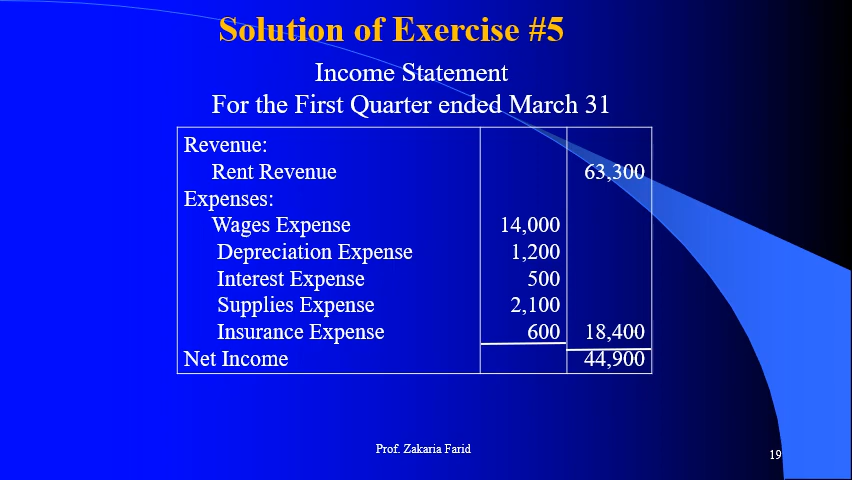 Solution of Exercise #5
Income Statement
For the First Quarter ended March 31
Revenue:
Rent Revenue 63,300
Expenses:
Wages Expense 14,000
Depreciation Expense 1,200
Interest Expense 500
Supplies Expense 2,100
Insurance Expense 600 18,400
Net Income 44,900
Prof. Zakaria Farid
19